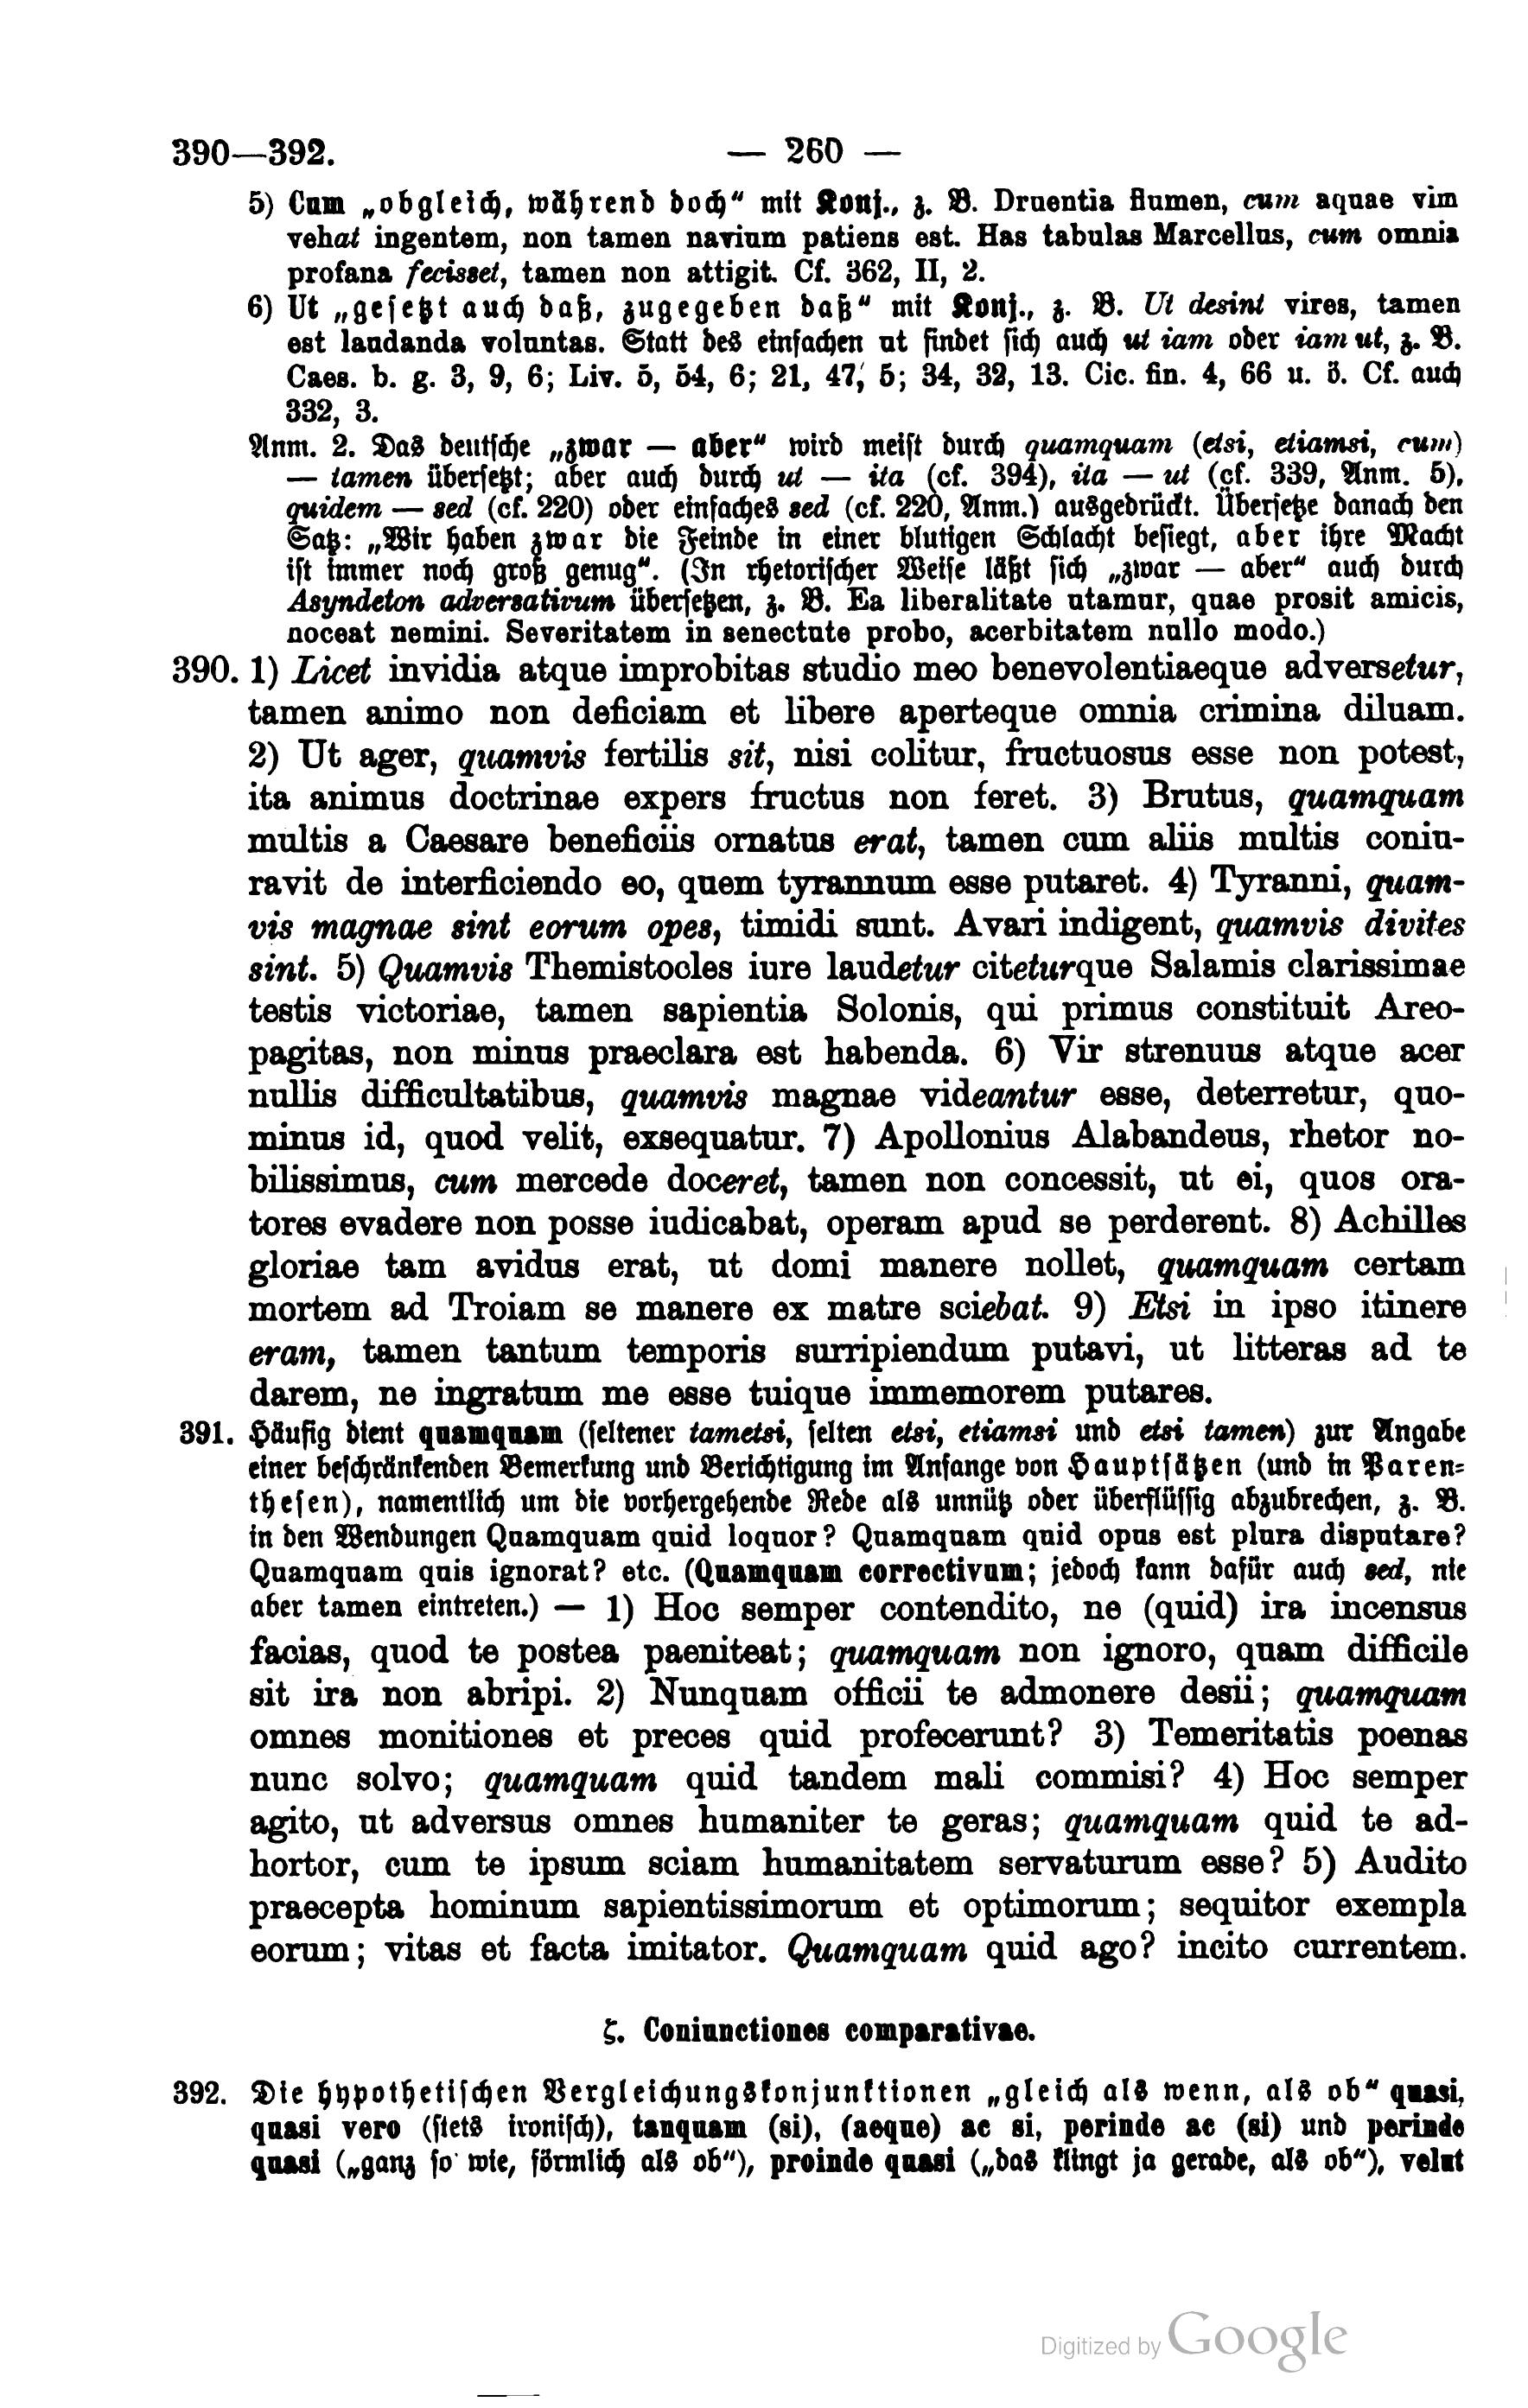 390—392. — 260 —
5) Cum „obgleich, während doch“ mit Konj., z. B. Druentia flumen, cum aquae vim
vehat ingentem, non tamen navium patiens est. Has tabulas Marcellus, cum omnia
profana fecisset, tamen non attigit. Cf. 362, II, 2.
6) Ut „gesetzt auch daß, zugegeben daß“ mit Konj., z. B. Ut desint vires, tamen
est laudanda voluntas. Statt des einfachen ut findet sich auch ut iam oder iam ut, z. B.
Caes. b. g. 3, 9, 6; Liv. 5, 54, 6; 21, 47, 5; 34, 32, 13. Cic. fin. 4, 66 u. ö. Cf. auch
332, 3.
Anm. 2. Das deutsche „zwar — aber“ wird meist durch quamquam (etsi, etiamsi, cum)
— tamen übersetzt; aber auch durch ut — ita (cf. 394), ita — ut (cf. 339, Anm. 5),
quidem — sed (cf. 220) oder einfaches sed (cf. 220, Anm.) ausgedrückt. Übersetze danach den
Satz: „Wir haben zwar die Feinde in einer blutigen Schlacht besiegt, aber ihre Macht
ist immer noch groß genug“. (In rhetorischer Weise läßt sich „zwar — aber“ auch durch
Asyndeton adversativum übersetzen, z. B. Ea liberalitate utamur, quae prosit amicis,
noceat nemini. Severitatem in senectute probo, acerbitatem nullo modo.)
390. 1) Licet invidia atque improbitas studio meo benevolentiaeque adversetur,
tamen animo non deficiam et libere aperteque omnia crimina diluam.
2) Ut ager, quamvis fertilis sit, nisi colitur, fructuosus esse non potest,
ita animus doctrinae expers fructus non feret. 3) Brutus, quamquam
multis a Caesare beneficiis ornatus erat, tamen cum aliis multis coniu-
ravit de interficiendo eo, quem tyrannum esse putaret. 4) Tyranni, quam-
vis magnae sint eorum opes, timidi sunt. Avari indigent, quamvis divites
sint. 5) Quamvis Themistocles iure laudetur citeturque Salamis clarissimae
testis victoriae, tamen sapientia Solonis, qui primus constituit Areo-
pagitas, non minus praeclara est habenda. 6) Vir strenuus atque acer
nullis difficultatibus, quamvis magnae videantur esse, deterretur, quo-
minus id, quod velit, exsequatur. 7) Apollonius Alabandeus, rhetor no-
bilissimus, cum mercede doceret, tamen non concessit, ut ei, quos ora-
tores evadere non posse iudicabat, operam apud se perderent. 8) Achilles
gloriae tam avidus erat, ut domi manere nollet, quamquam certam
mortem ad Troiam se manere ex matre sciebat. 9) Etsi in ipso itinere
eram, tamen tantum temporis surripiendum putavi, ut litteras ad te
darem, ne ingratum me esse tuique immemorem putares.
391. Häufig dient quamquam (seltener tametsi, selten etsi, etiamsi und etsi tamen) zur Angabe
einer beschränkenden Bemerkung und Berichtigung im Anfange von Hauptsätzen (und in Paren-
thesen), namentlich um die vorhergehende Rede als unnütz oder überflüssig abzubrechen, z. B.
in den Wendungen Quamquam quid loquor? Quamquam quid opus est plura disputare?
Quamquam quis ignorat? etc. (Quamquam correctivum; jedoch kann dafür auch sed, nie
aber tamen eintreten.) — 1) Hoc semper contendito, ne (quid) ira incensus
facias, quod te postea paeniteat; quamquam non ignoro, quam difficile
sit ira non abripi. 2) Nunquam officii te admonere desii; quamquam
omnes monitiones et preces quid profecerunt? 3) Temeritatis poenas
nunc solvo; quamquam quid tandem mali commisi? 4) Hoc semper
agito, ut adversus omnes humaniter te geras; quamquam quid te ad-
hortor, cum te ipsum sciam humanitatem servaturum esse? 5) Audito
praecepta hominum sapientissimorum et optimorum; sequitor exempla
eorum; vitas et facta imitator. Quamquam quid ago? incito currentem.
ζ. Coniunctiones comparativae.
392. Die hypothetischen Vergleichungskonjunktionen „gleich als wenn, als ob“ quasi,
quasi vero (stets ironisch), tanquam (si), (aeque) ac si, perinde ac (si) und perinde
quasi („ganz so wie, förmlich als ob“), proinde quasi („das klingt ja gerade, als ob“), velut
Digitized by Google